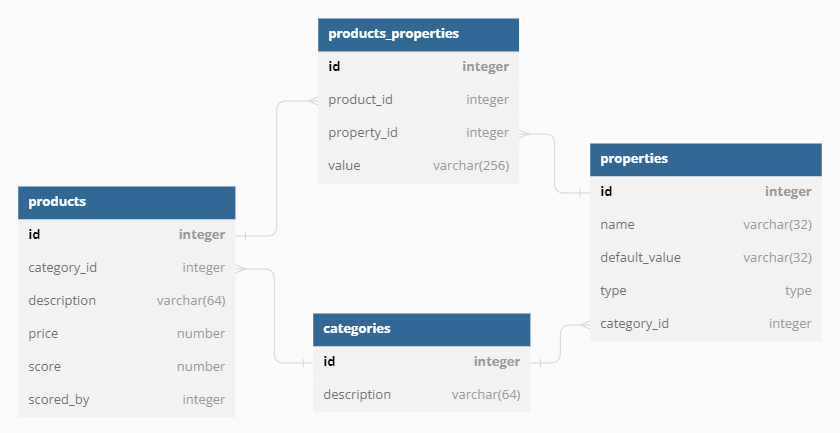 products_properties
id integer
product_id integer
property_id integer
value varchar(256)
properties
id integer
name varchar(32)
default_value varchar(32)
type type
category_id integer
products
id integer
category_id integer
description varchar(64)
price number
score number
scored_by integer
categories
id integer
description varchar(64)